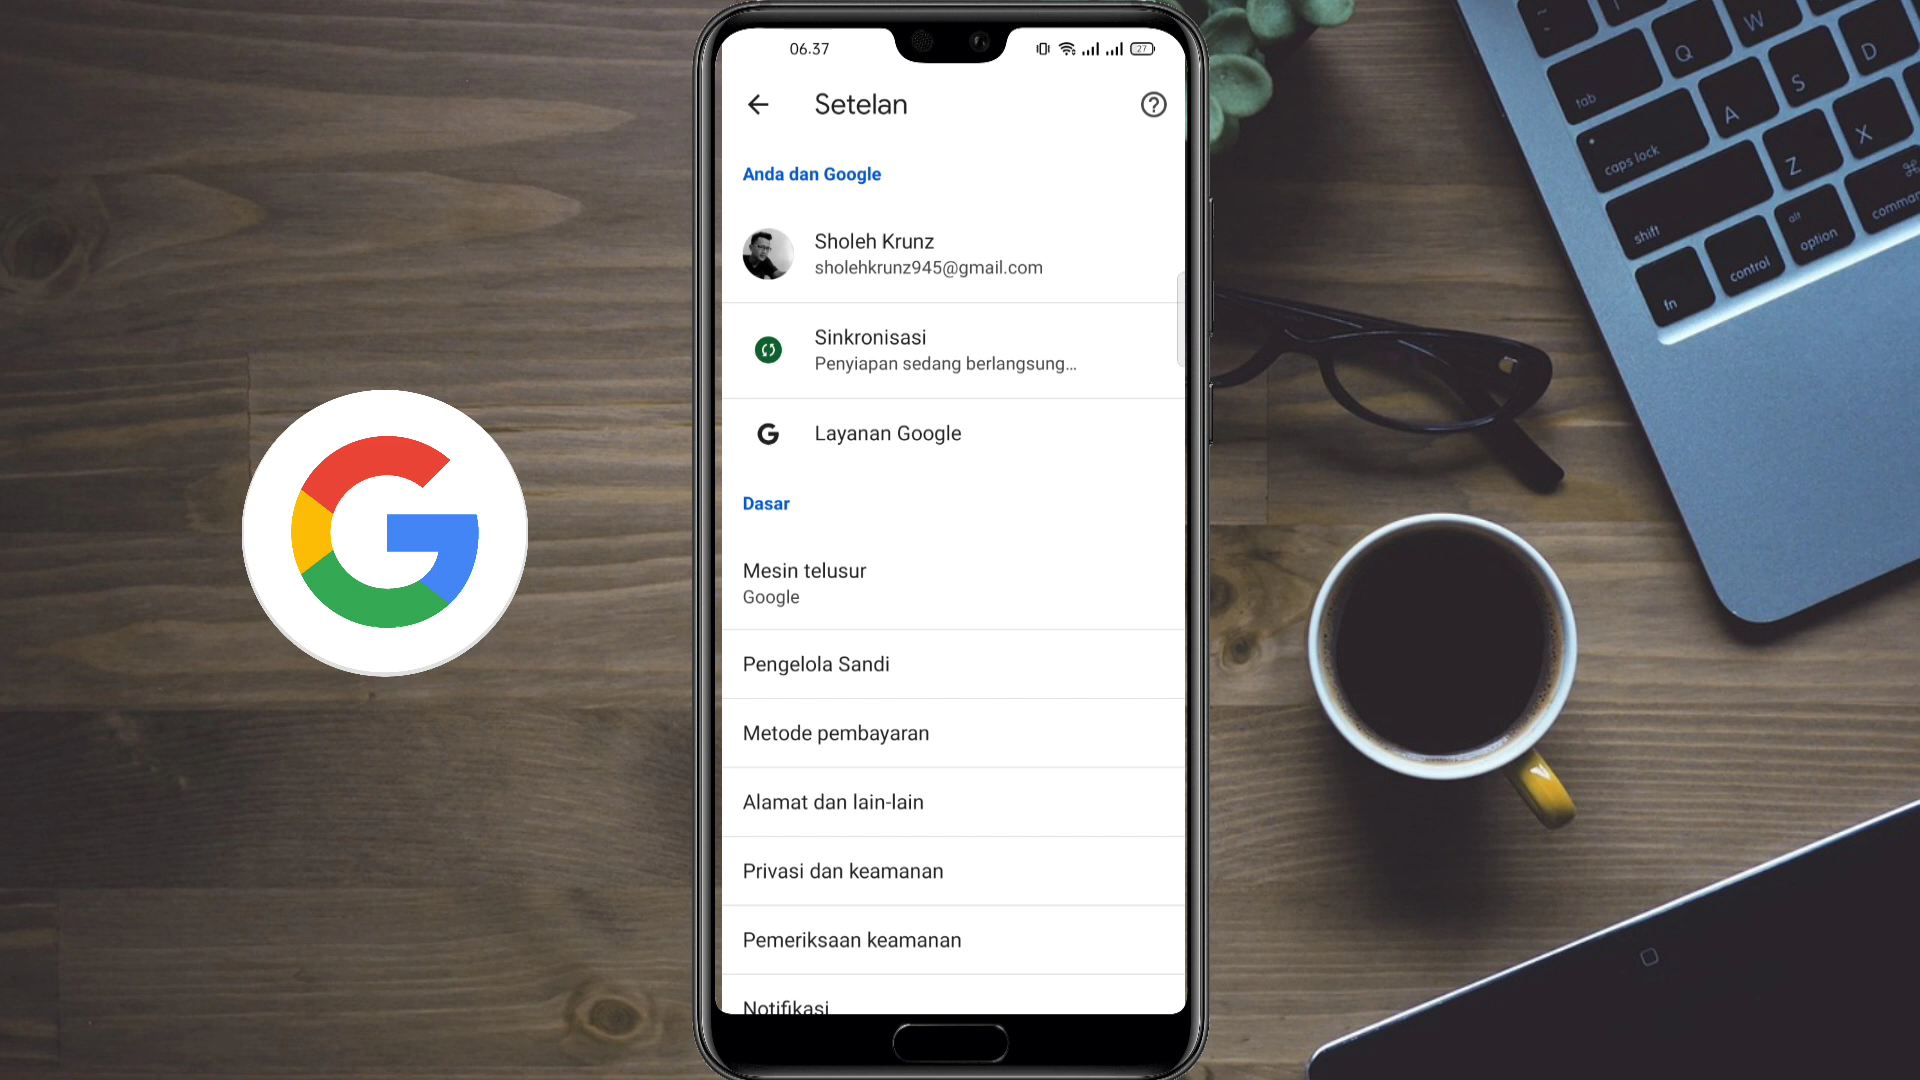 06.37
27
Setelan
Anda dan Google
Sholeh Krunz
sholehkrunz945@gmail.com
Sinkronisasi
Penyiapan sedang berlangsung...
Layanan Google
Dasar
Mesin telusur
Google
Pengelola Sandi
Metode pembayaran
Alamat dan lain-lain
Privasi dan keamanan
Pemeriksaan keamanan
Notifikasi
Q
W
tab
A
S
D
caps lock
Z
X
shift
fn
control
alt
option
⌘